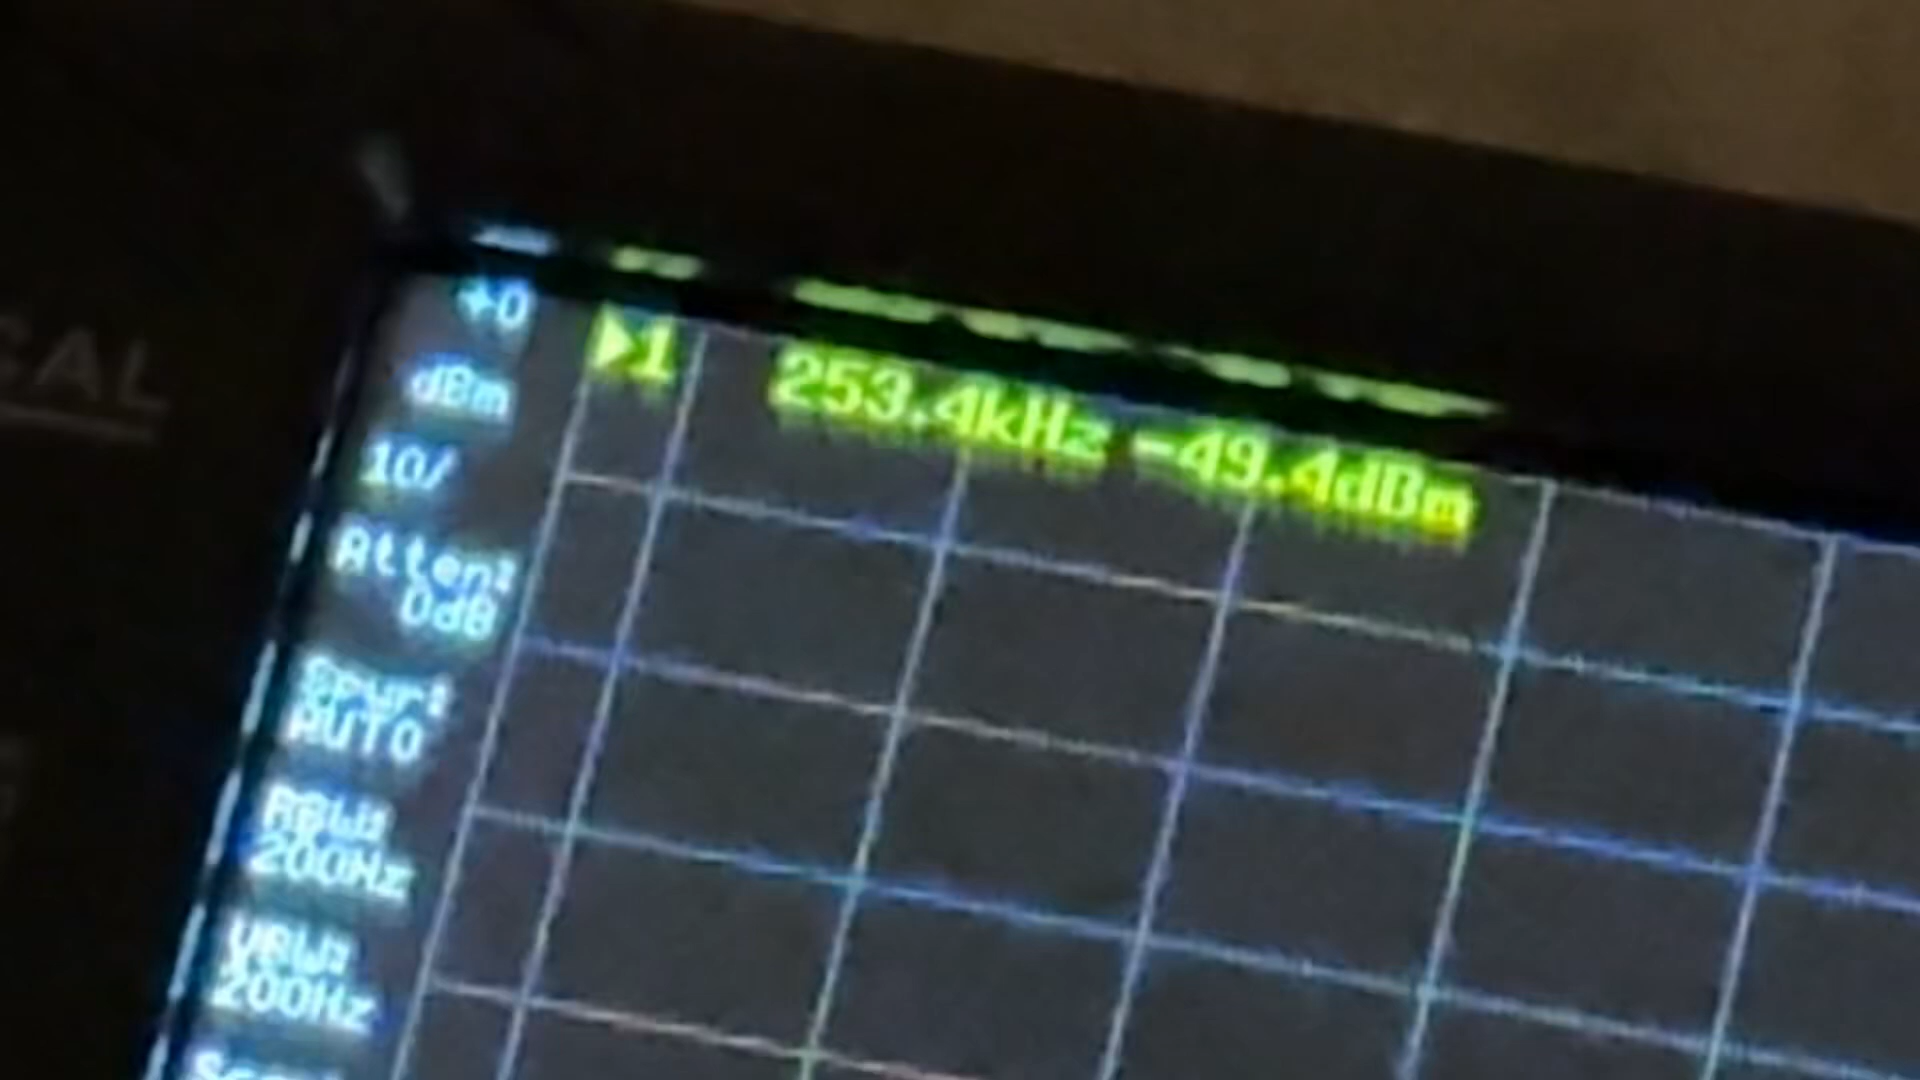 +0
▶1 253.4kHz -49.4dBm
dBm
10/
Atten:
0dB
Spur:
AUTO
RBW:
200Hz
VBW:
200Hz